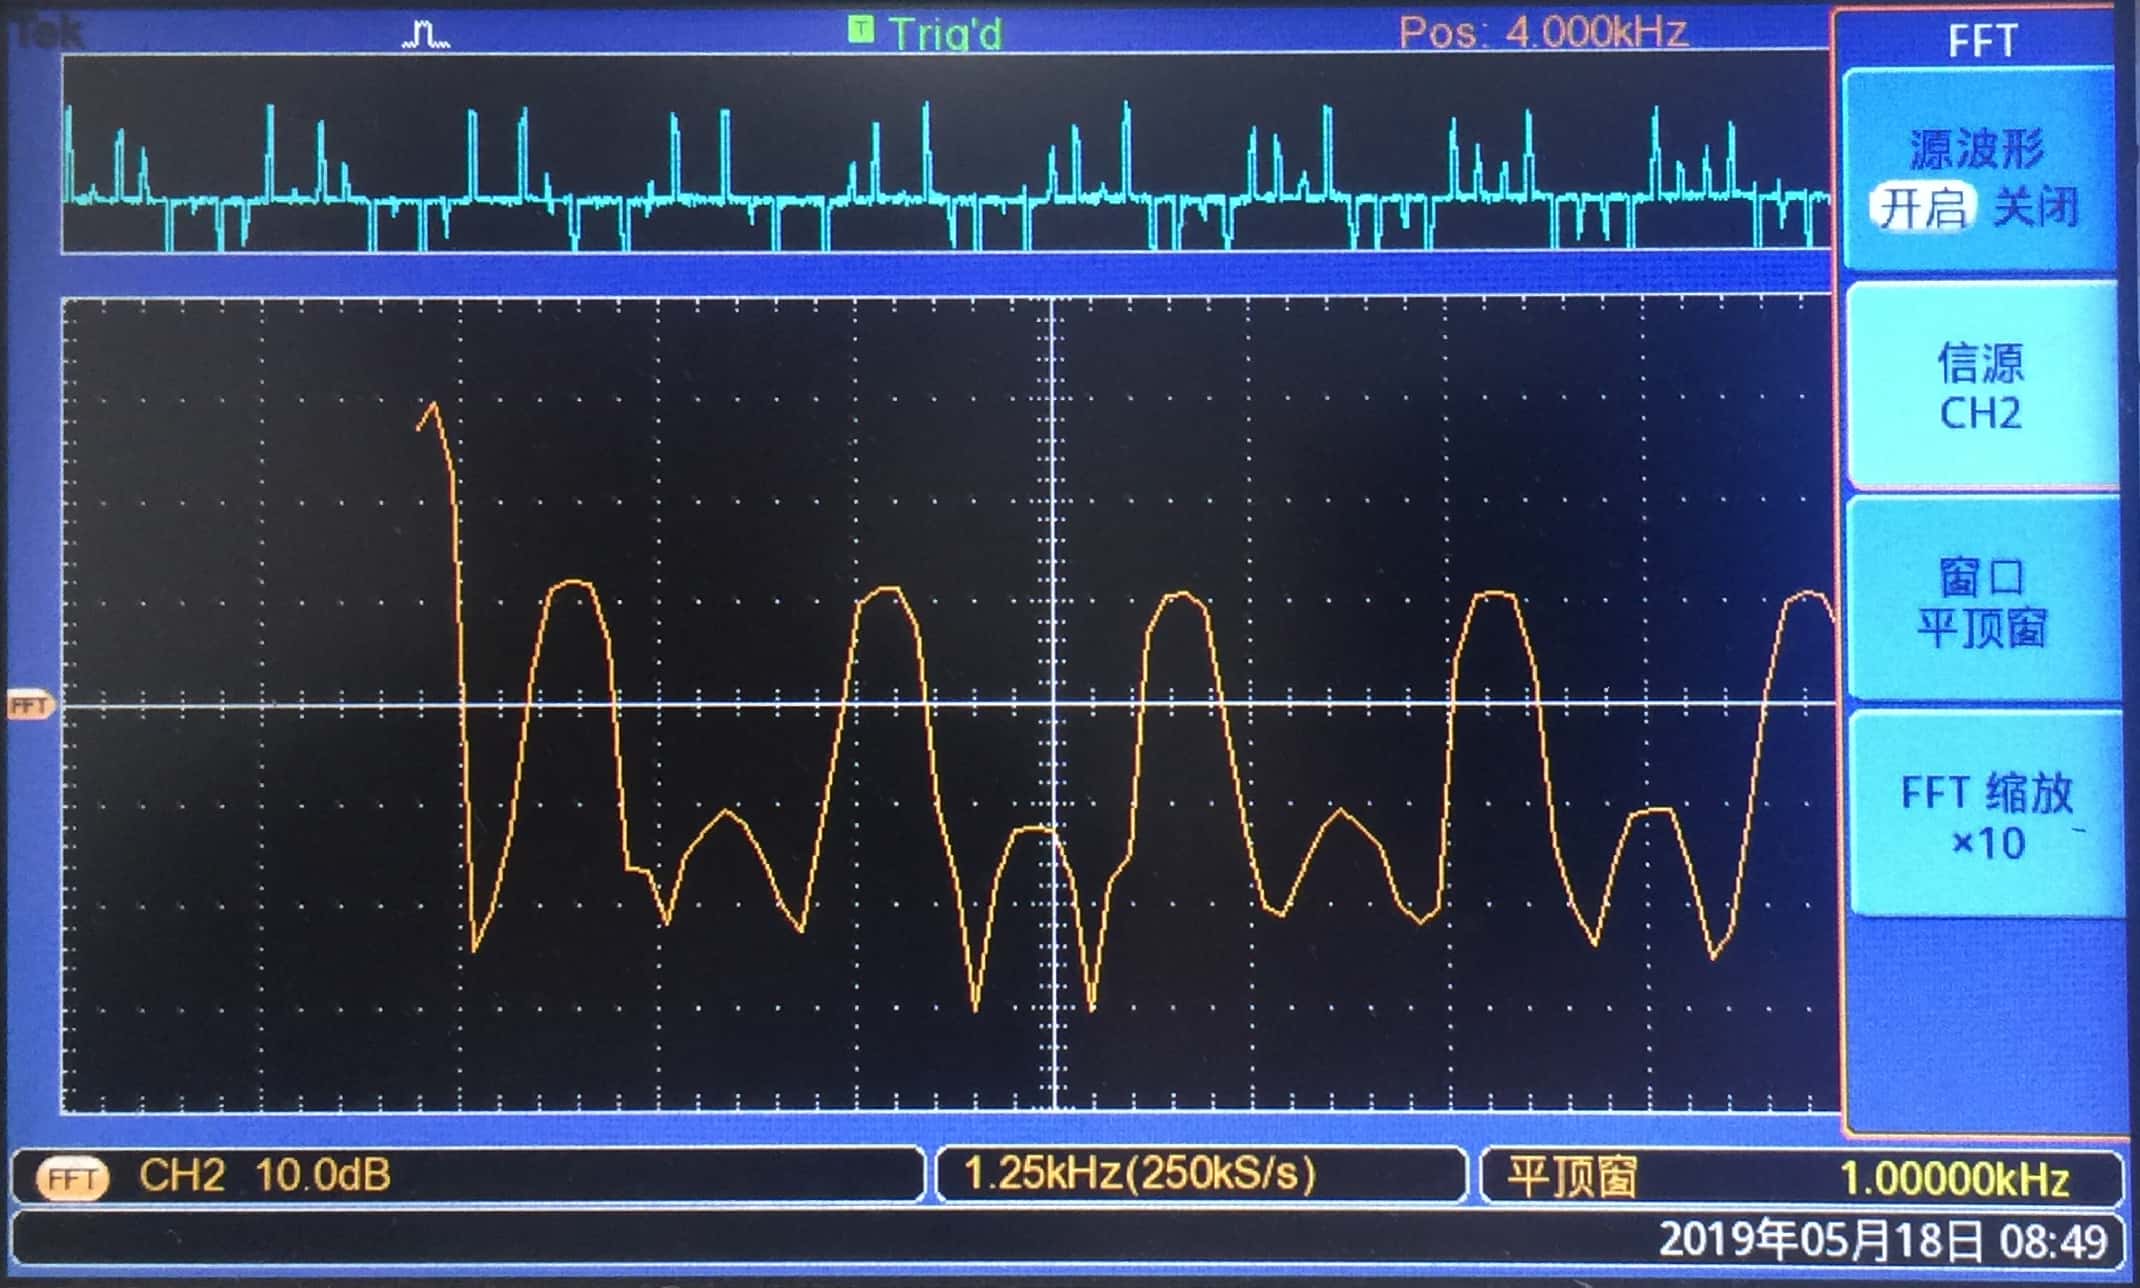 Tek
T Trig'd
Pos: 4.000kHz
FFT
源波形
开启 关闭
信源
CH2
窗口
平顶窗
FFT 缩放
×10
FFT
FFT CH2 10.0dB
1.25kHz(250kS/s)
平顶窗 1.00000kHz
2019年05月18日 08:49